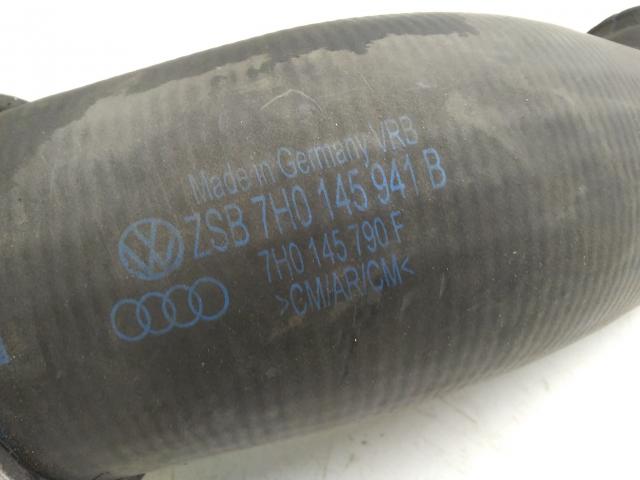 Made in Germany VRB
ZSB 7H0 145 941 B
7H0 145 790 F
>CM/AR/CM<